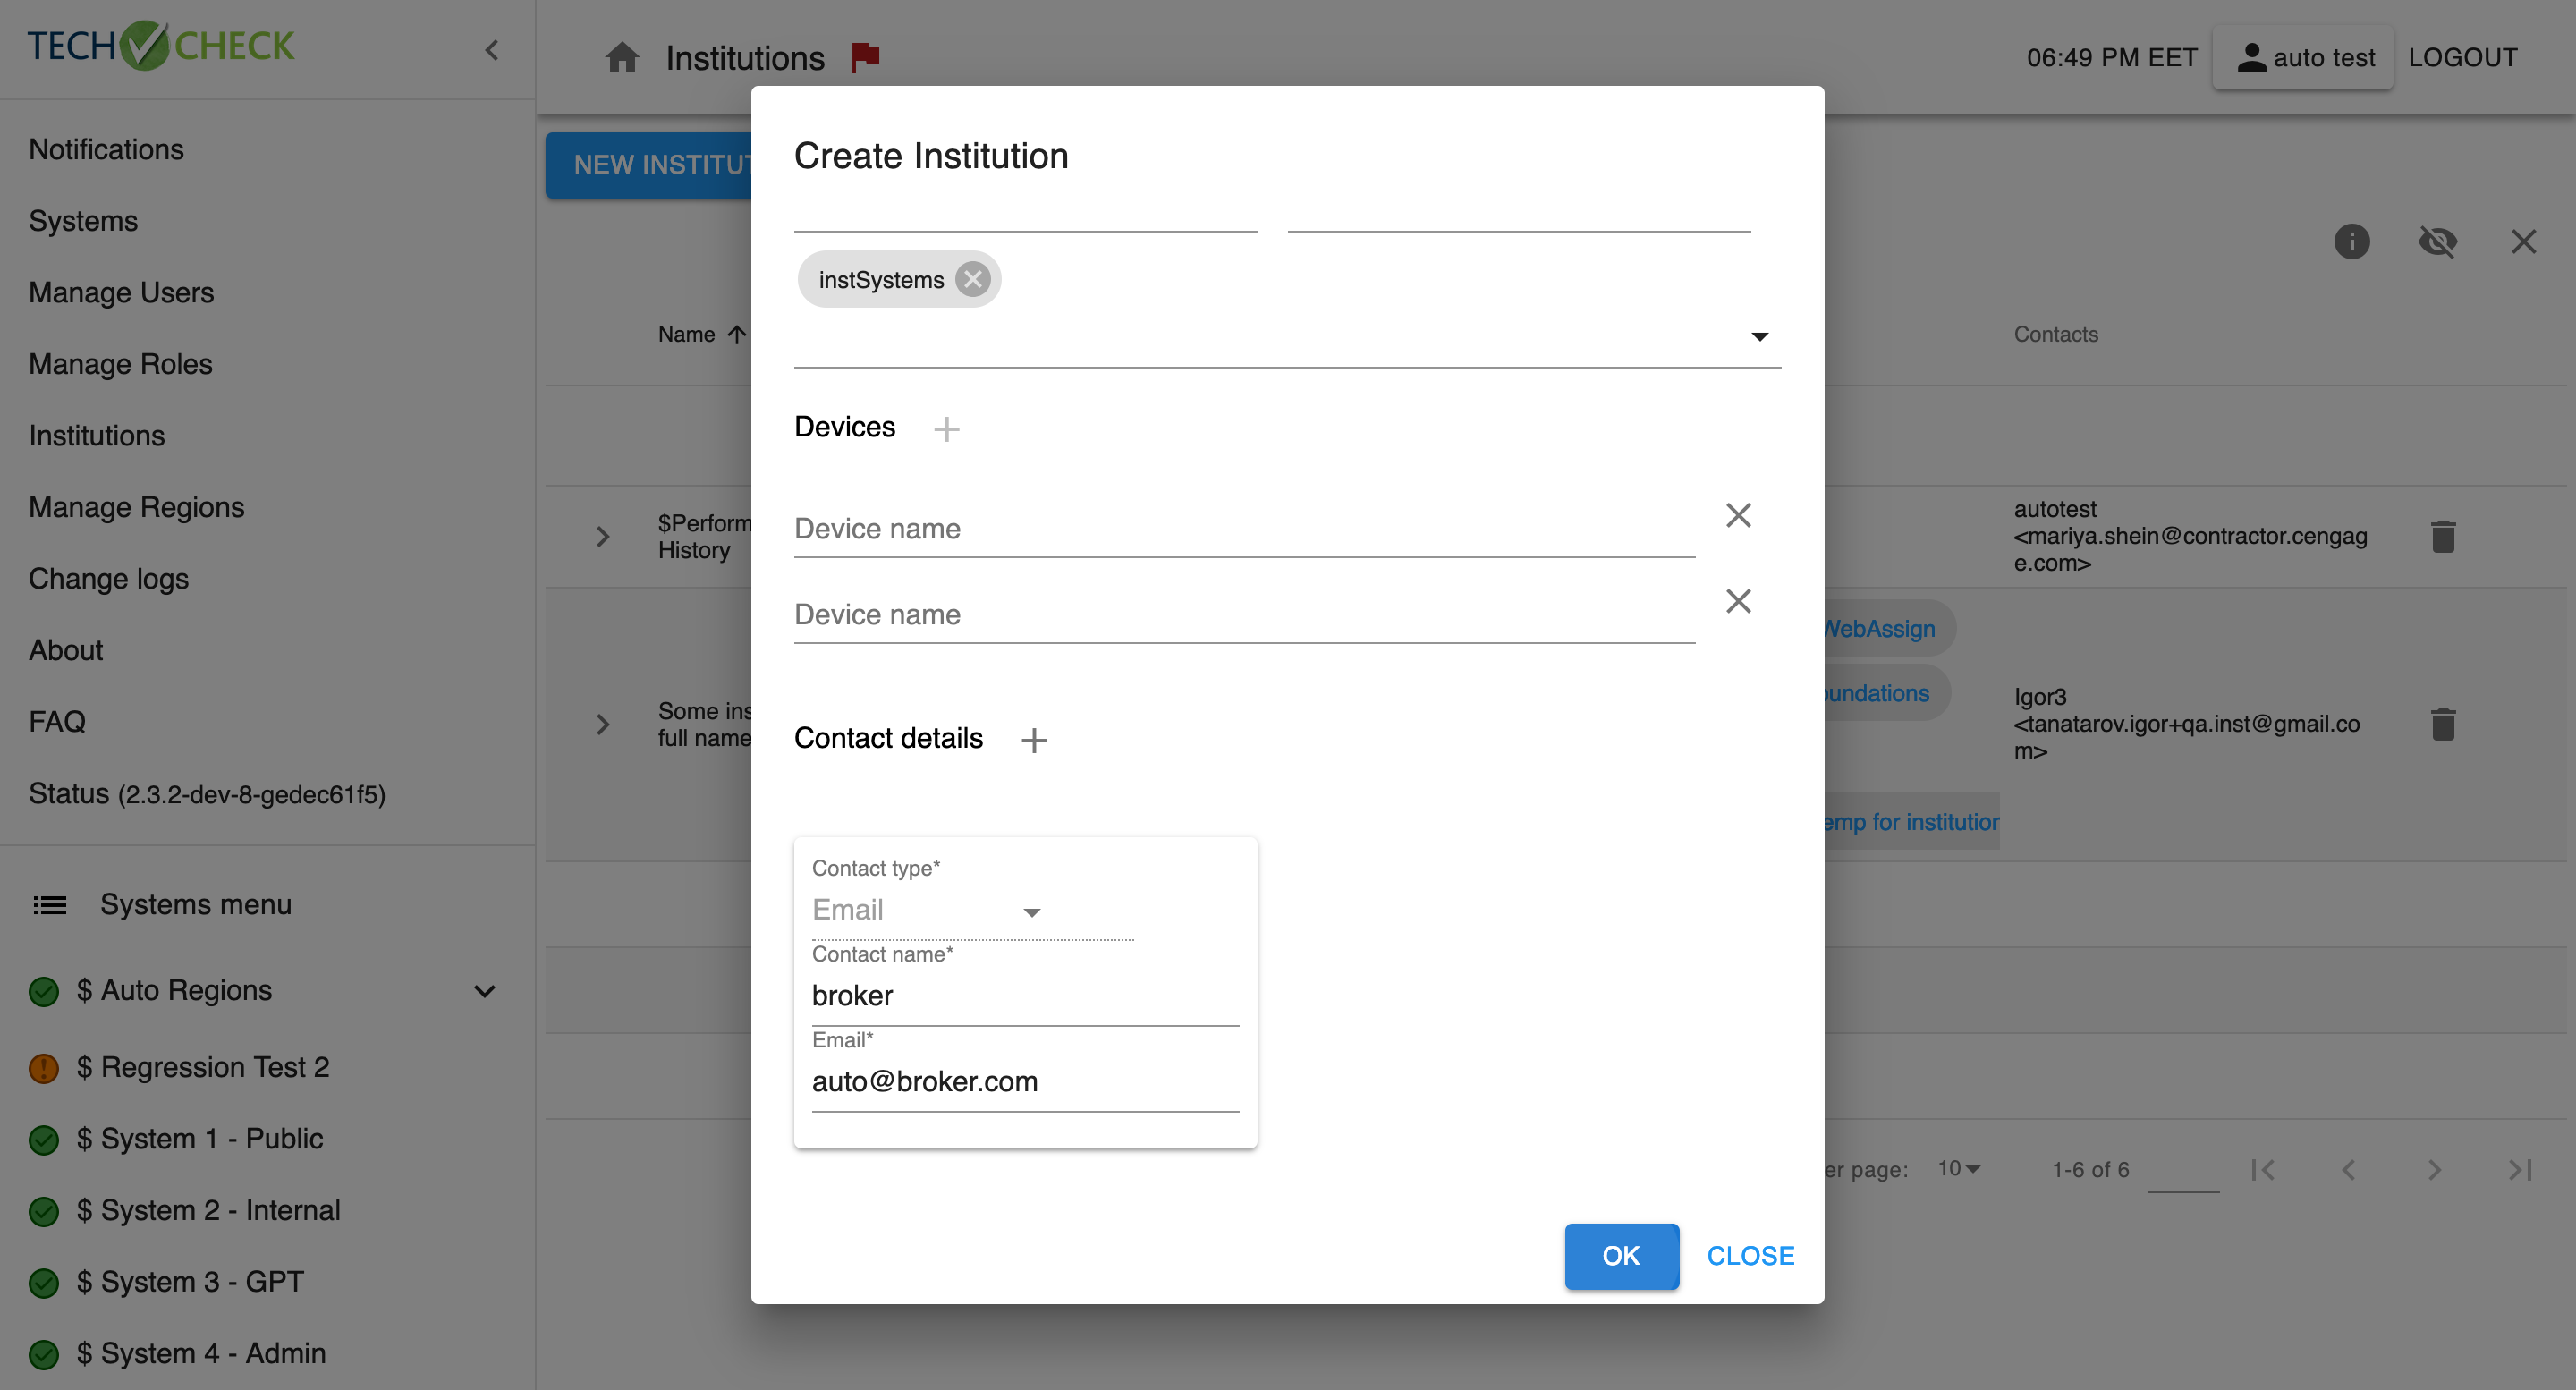 TECH CHECK
Institutions
06:49 PM EET
auto test
LOGOUT
Notifications
Systems
Manage Users
Manage Roles
Institutions
Manage Regions
Change logs
About
FAQ
Status (2.3.2-dev-8-gedec61f5)
Systems menu
$ Auto Regions
$ Regression Test 2
$ System 1 - Public
$ System 2 - Internal
$ System 3 - GPT
$ System 4 - Admin
NEW INSTITUT
Name
Contacts
$Perform
History
autotest
<mariya.shein@contractor.cengag
e.com>
Some ins
full name
WebAssign
oundations
emp for institution
Igor3
<tanatarov.igor+qa.inst@gmail.co
m>
er page:
10
1-6 of 6
Create Institution
instSystems
Devices
Device name
Device name
Contact details
Contact type*
Email
Contact name*
broker
Email*
auto@broker.com
OK
CLOSE